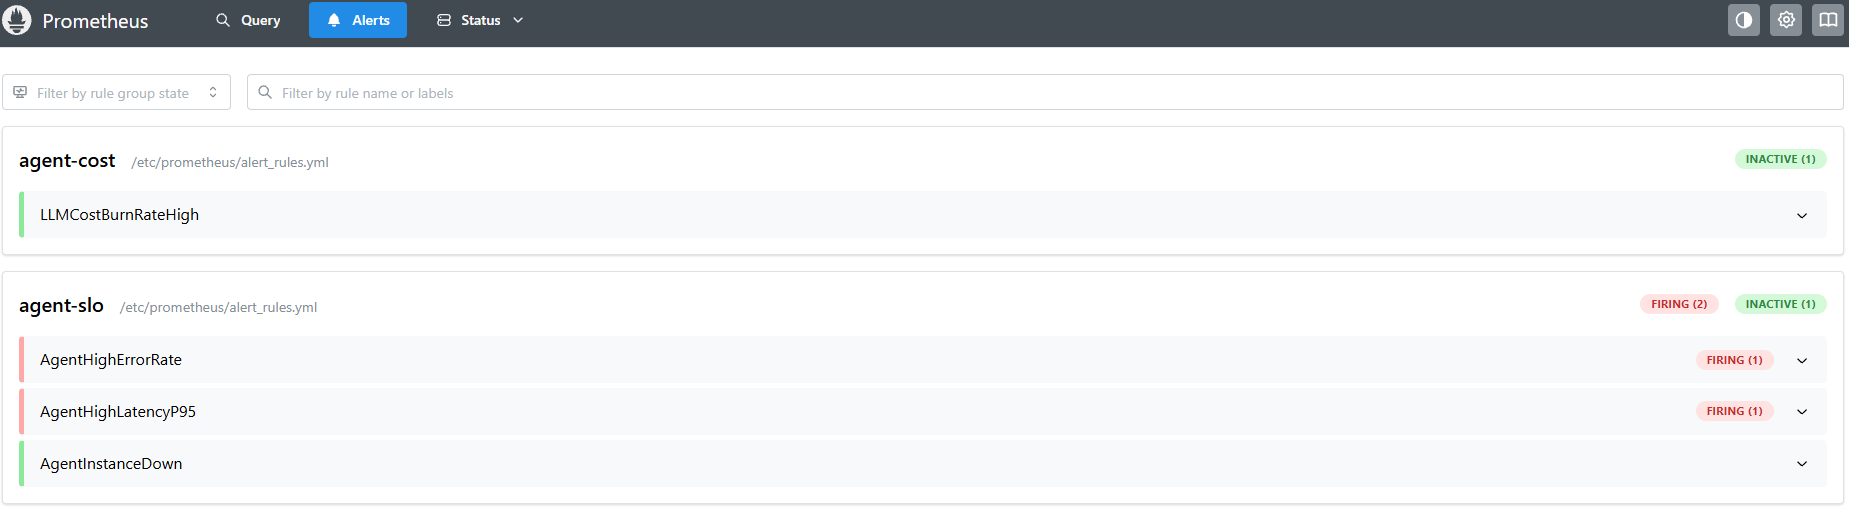 Prometheus Query Alerts Status
Filter by rule group state Filter by rule name or labels
agent-cost /etc/prometheus/alert_rules.yml INACTIVE (1)
LLMCostBurnRateHigh
agent-slo /etc/prometheus/alert_rules.yml FIRING (2) INACTIVE (1)
AgentHighErrorRate FIRING (1)
AgentHighLatencyP95 FIRING (1)
AgentInstanceDown